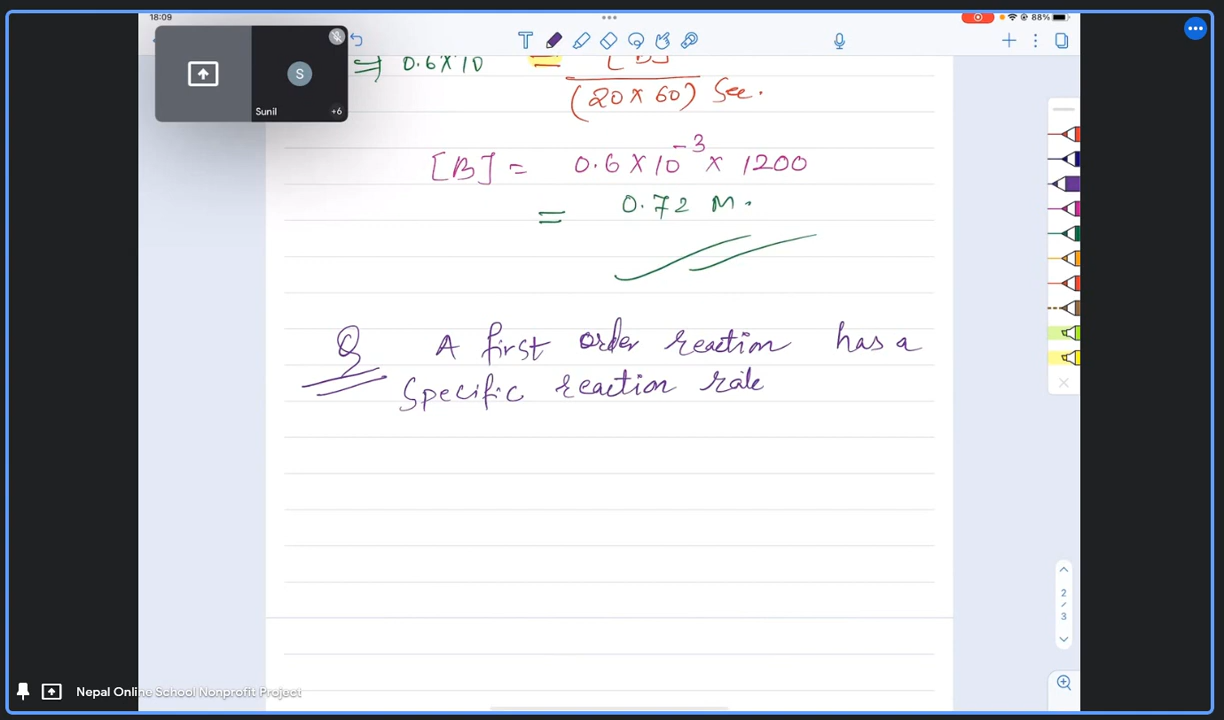 18:09
88%
Sunil
S
+6
⇒ 0.6 X 10 =
(20 X 60) Sec.
[B] = 0.6 X 10⁻³ X 1200
= 0.72 M.
Q A first order reaction has a
Specific reaction rate
2
/
3
Nepal Online School Nonprofit Project